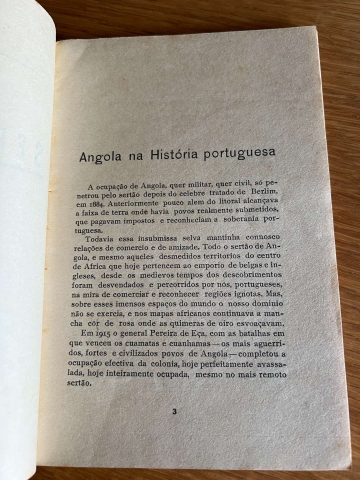 Angola na História portuguesa
A ocupação de Angola, quer militar, quer civil, só pe-
netrou pelo sertão depois do celebre tratado de Berlim,
em 1884. Anteriormente pouco alem do litoral alcançava
a faixa de terra onde havia povos realmente submetidos,
que pagavam impostos e reconheciam a soberania por-
tuguesa.
Todavia essa insubmissa selva mantinha connosco
relações de comercio e de amizade. Todo o sertão de An-
gola, e mesmo aqueles desmedidos territorios do centro
de Africa que hoje pertencem ao emporio de belgas e in-
gleses, desde os medievos tempos dos descobrimentos
foram desvendados e percorridos por nós, portugueses,
na mira de comerciar e reconhecer regiões ignotas. Mas,
sobre esses imensos espaços do mundo o nosso dominio
não se exercia, e nos mapas africanos continuava a man-
cha côr de rosa onde as quimeras de oiro esvoaçavam.
Em 1915 o general Pereira de Eça, com as batalhas em
que venceu os cuamatas e cuanhamas—os mais aguerri-
dos, fortes e civilizados povos de Angola—completou a
ocupação efectiva da colonia, hoje perfeitamente avassa-
lada, hoje inteiramente ocupada, mesmo no mais remoto
sertão.
3